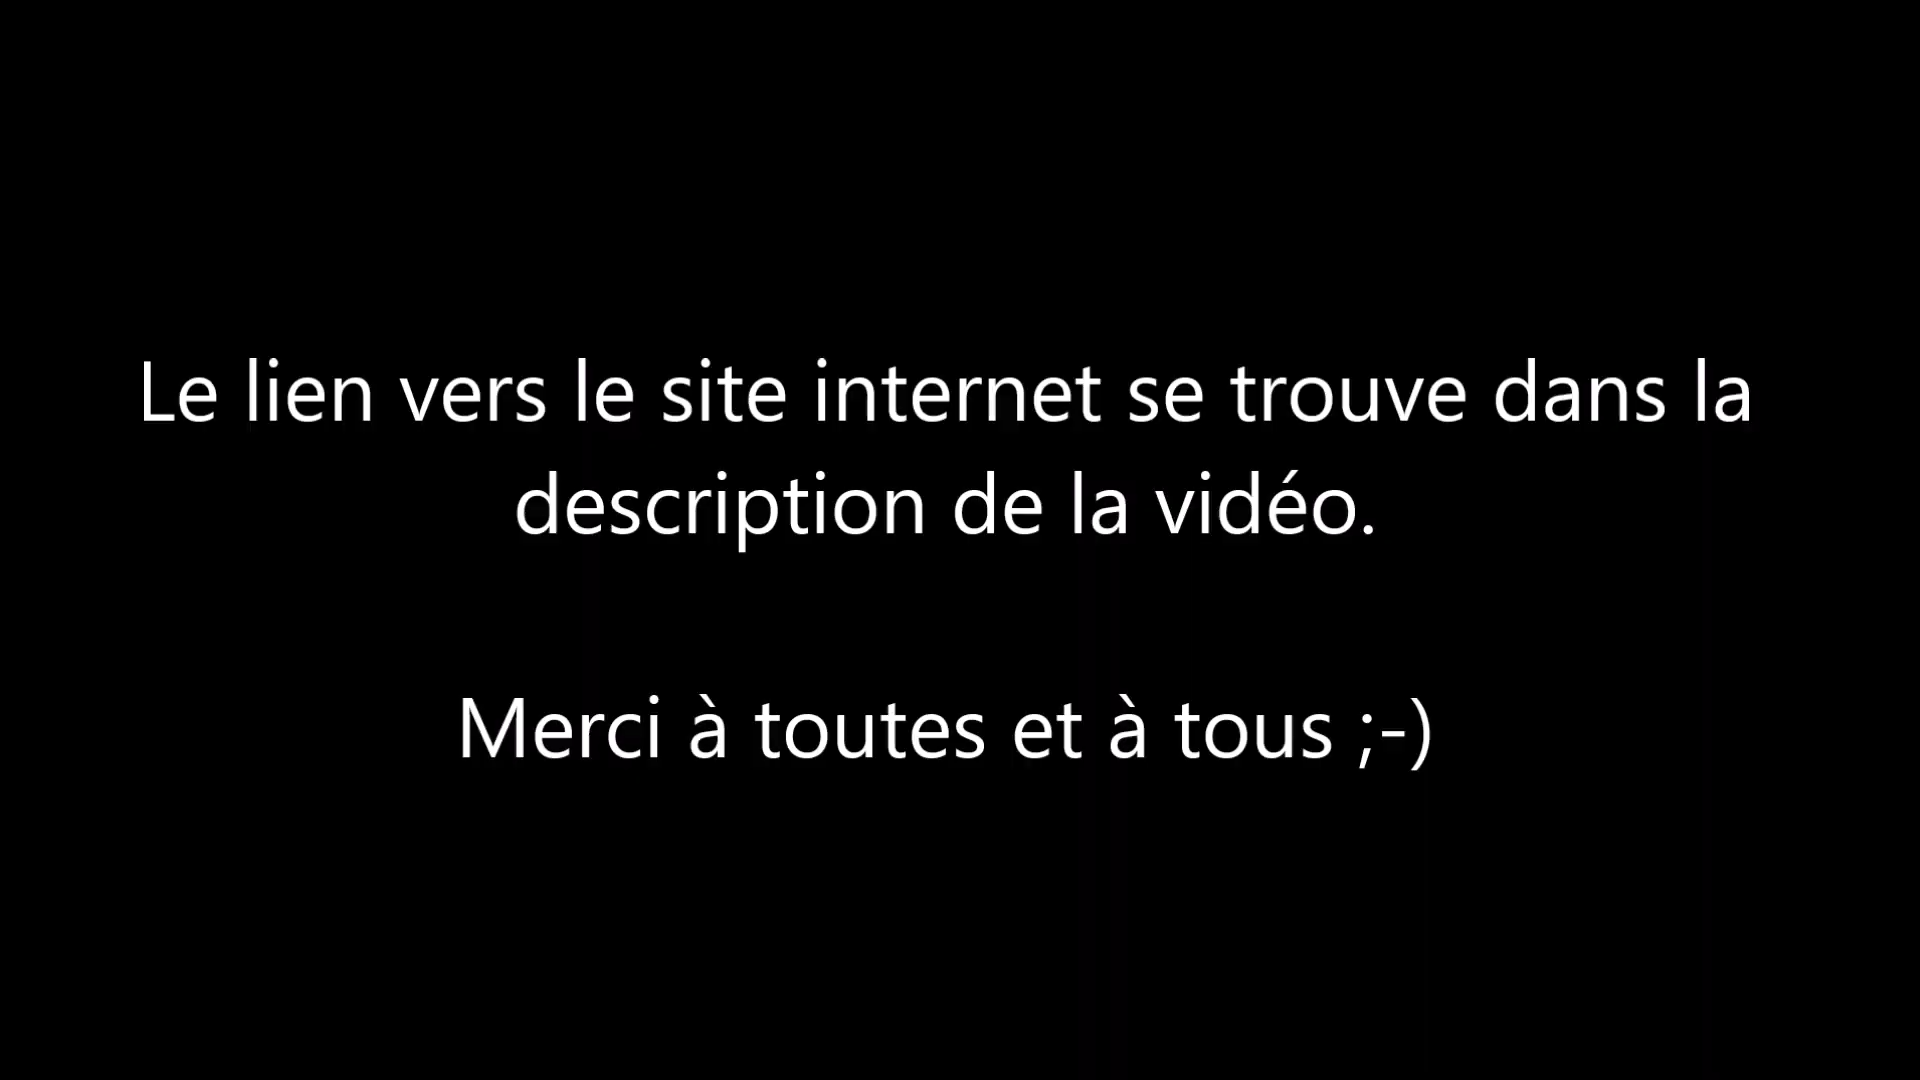 Le lien vers le site internet se trouve dans la
description de la vidéo.
Merci à toutes et à tous ;-)